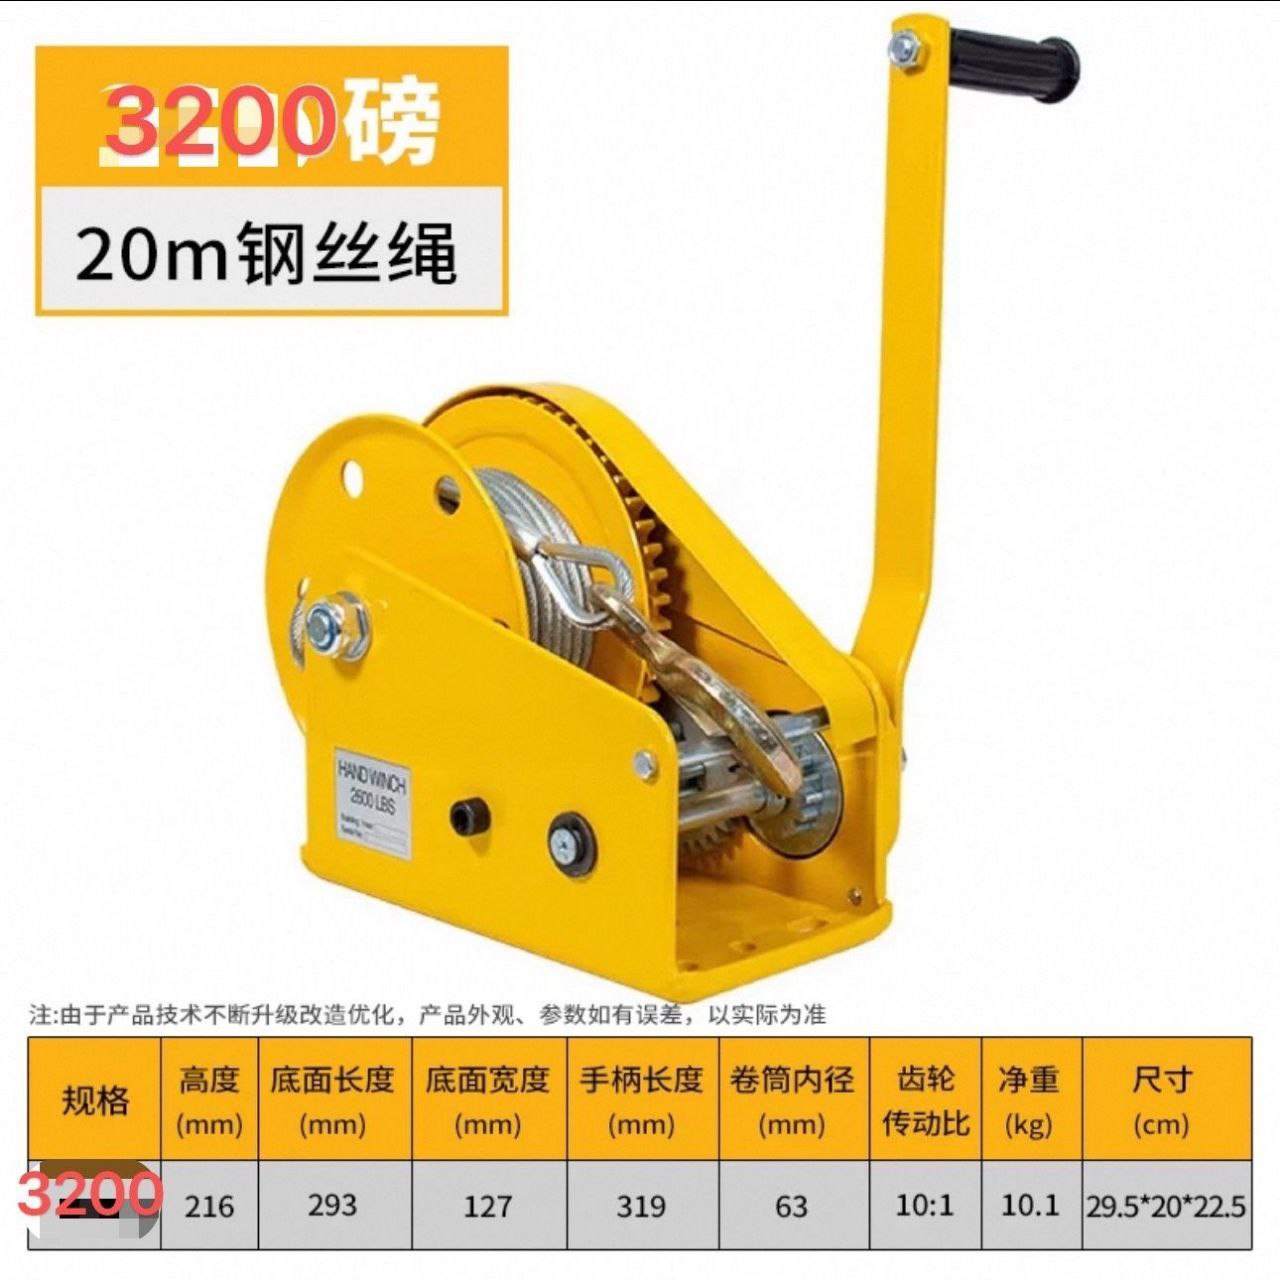 3200磅
20m钢丝绳
HAND WINCH
2600 LBS
注:由于产品技术不断升级改造优化，产品外观、参数如有误差，以实际为准
规格 高度(mm) 底面长度(mm) 底面宽度(mm) 手柄长度(mm) 卷筒内径(mm) 齿轮传动比 净重(kg) 尺寸(cm)
3200 216 293 127 319 63 10:1 10.1 29.5*20*22.5